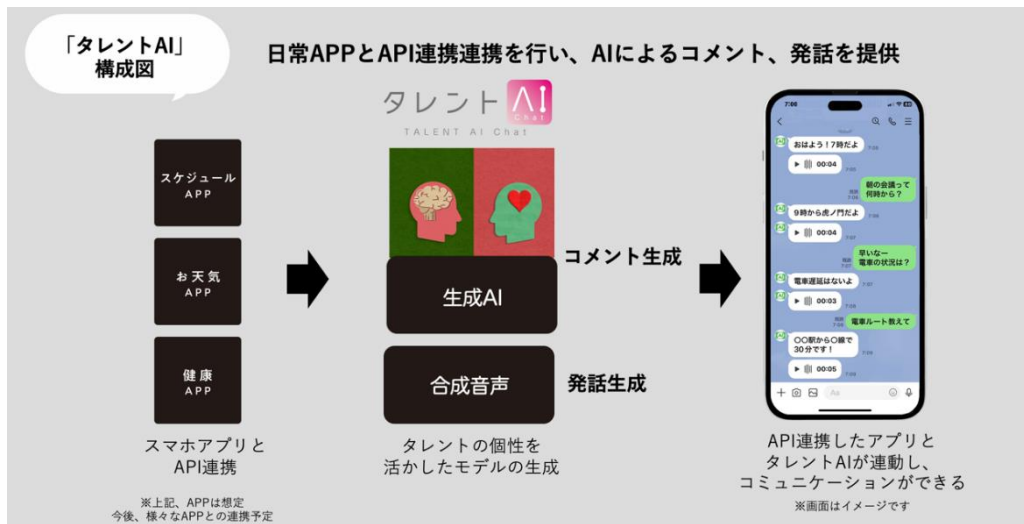 「タレントAI」
構成図
日常APPとAPI連携連携を行い、AIによるコメント、発話を提供
スケジュール
APP
お天気
APP
健康
APP
スマホアプリと
API連携
※上記、APPは想定
今後、様々なAPPとの連携予定
タレントAI
Chat
TALENT AI Chat
生成AI
コメント生成
合成音声
発話生成
タレントの個性を
活かしたモデルの生成
7:06
おはよう！7時だよ
00:04
朝の会議って
何時から？
9時から虎ノ門だよ
00:04
早いなー
電車の状況は？
電車遅延はないよ
00:03
電車ルート教えて
〇〇駅から〇線で
30分です！
00:05
Aa
API連携したアプリと
タレントAIが連動し、
コミュニケーションができる
※画面はイメージです